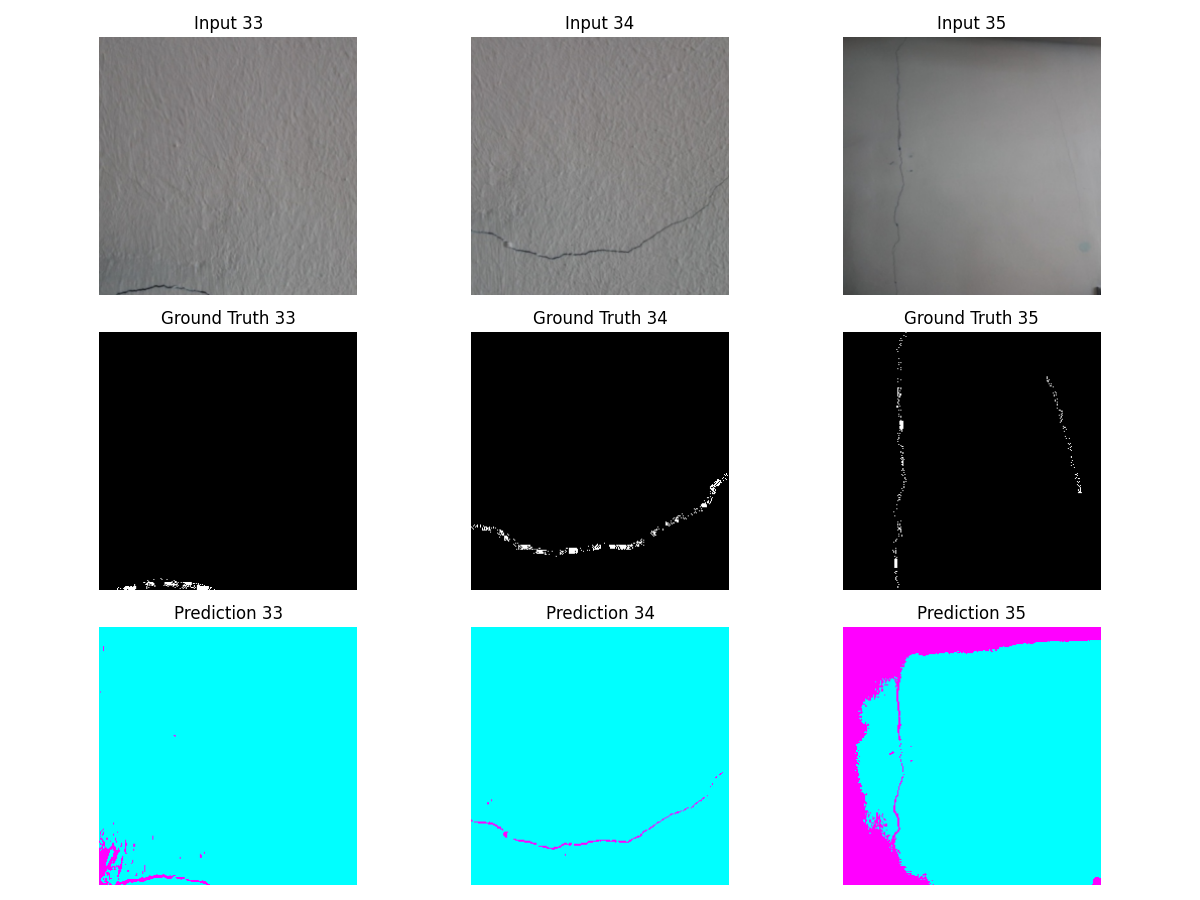 Input 33
Input 34
Input 35
Ground Truth 33
Ground Truth 34
Ground Truth 35
Prediction 33
Prediction 34
Prediction 35